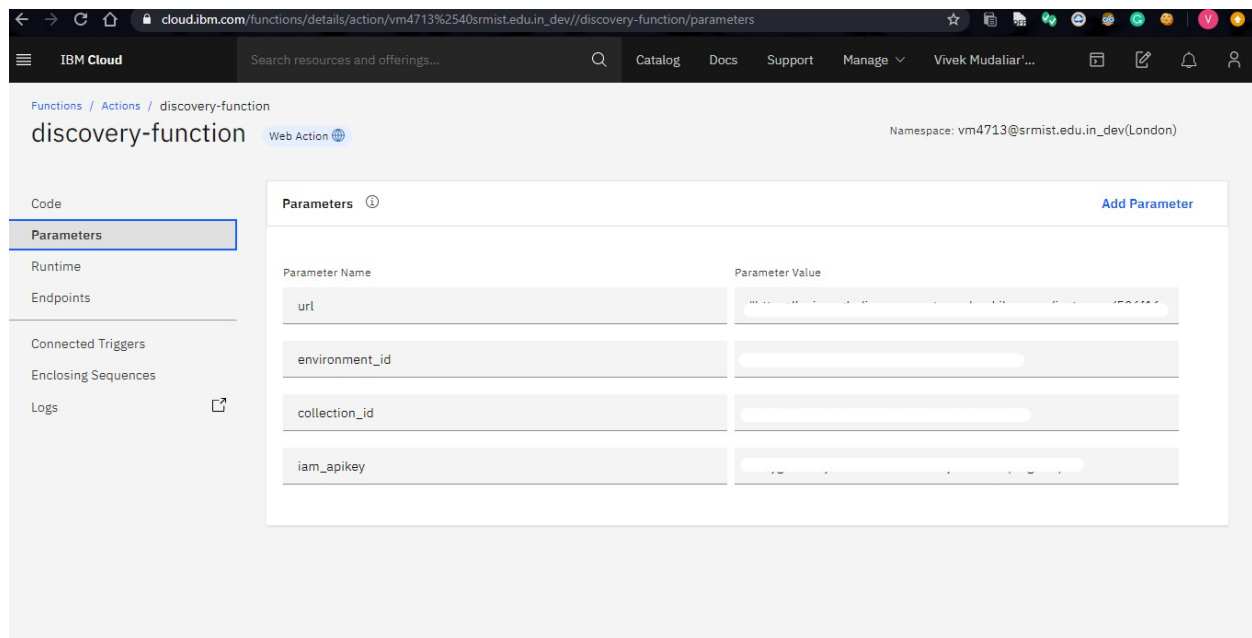 cloud.ibm.com/functions/details/action/vm4713%2540srmist.edu.in_dev//discovery-function/parameters
IBM Cloud Search resources and offerings... Catalog Docs Support Manage Vivek Mudaliar'...
Functions / Actions / discovery-function
discovery-function Web Action Namespace: vm4713@srmist.edu.in_dev(London)
Code
Parameters
Runtime
Endpoints
Connected Triggers
Enclosing Sequences
Logs
Parameters Add Parameter
Parameter Name Parameter Value
url
environment_id
collection_id
iam_apikey